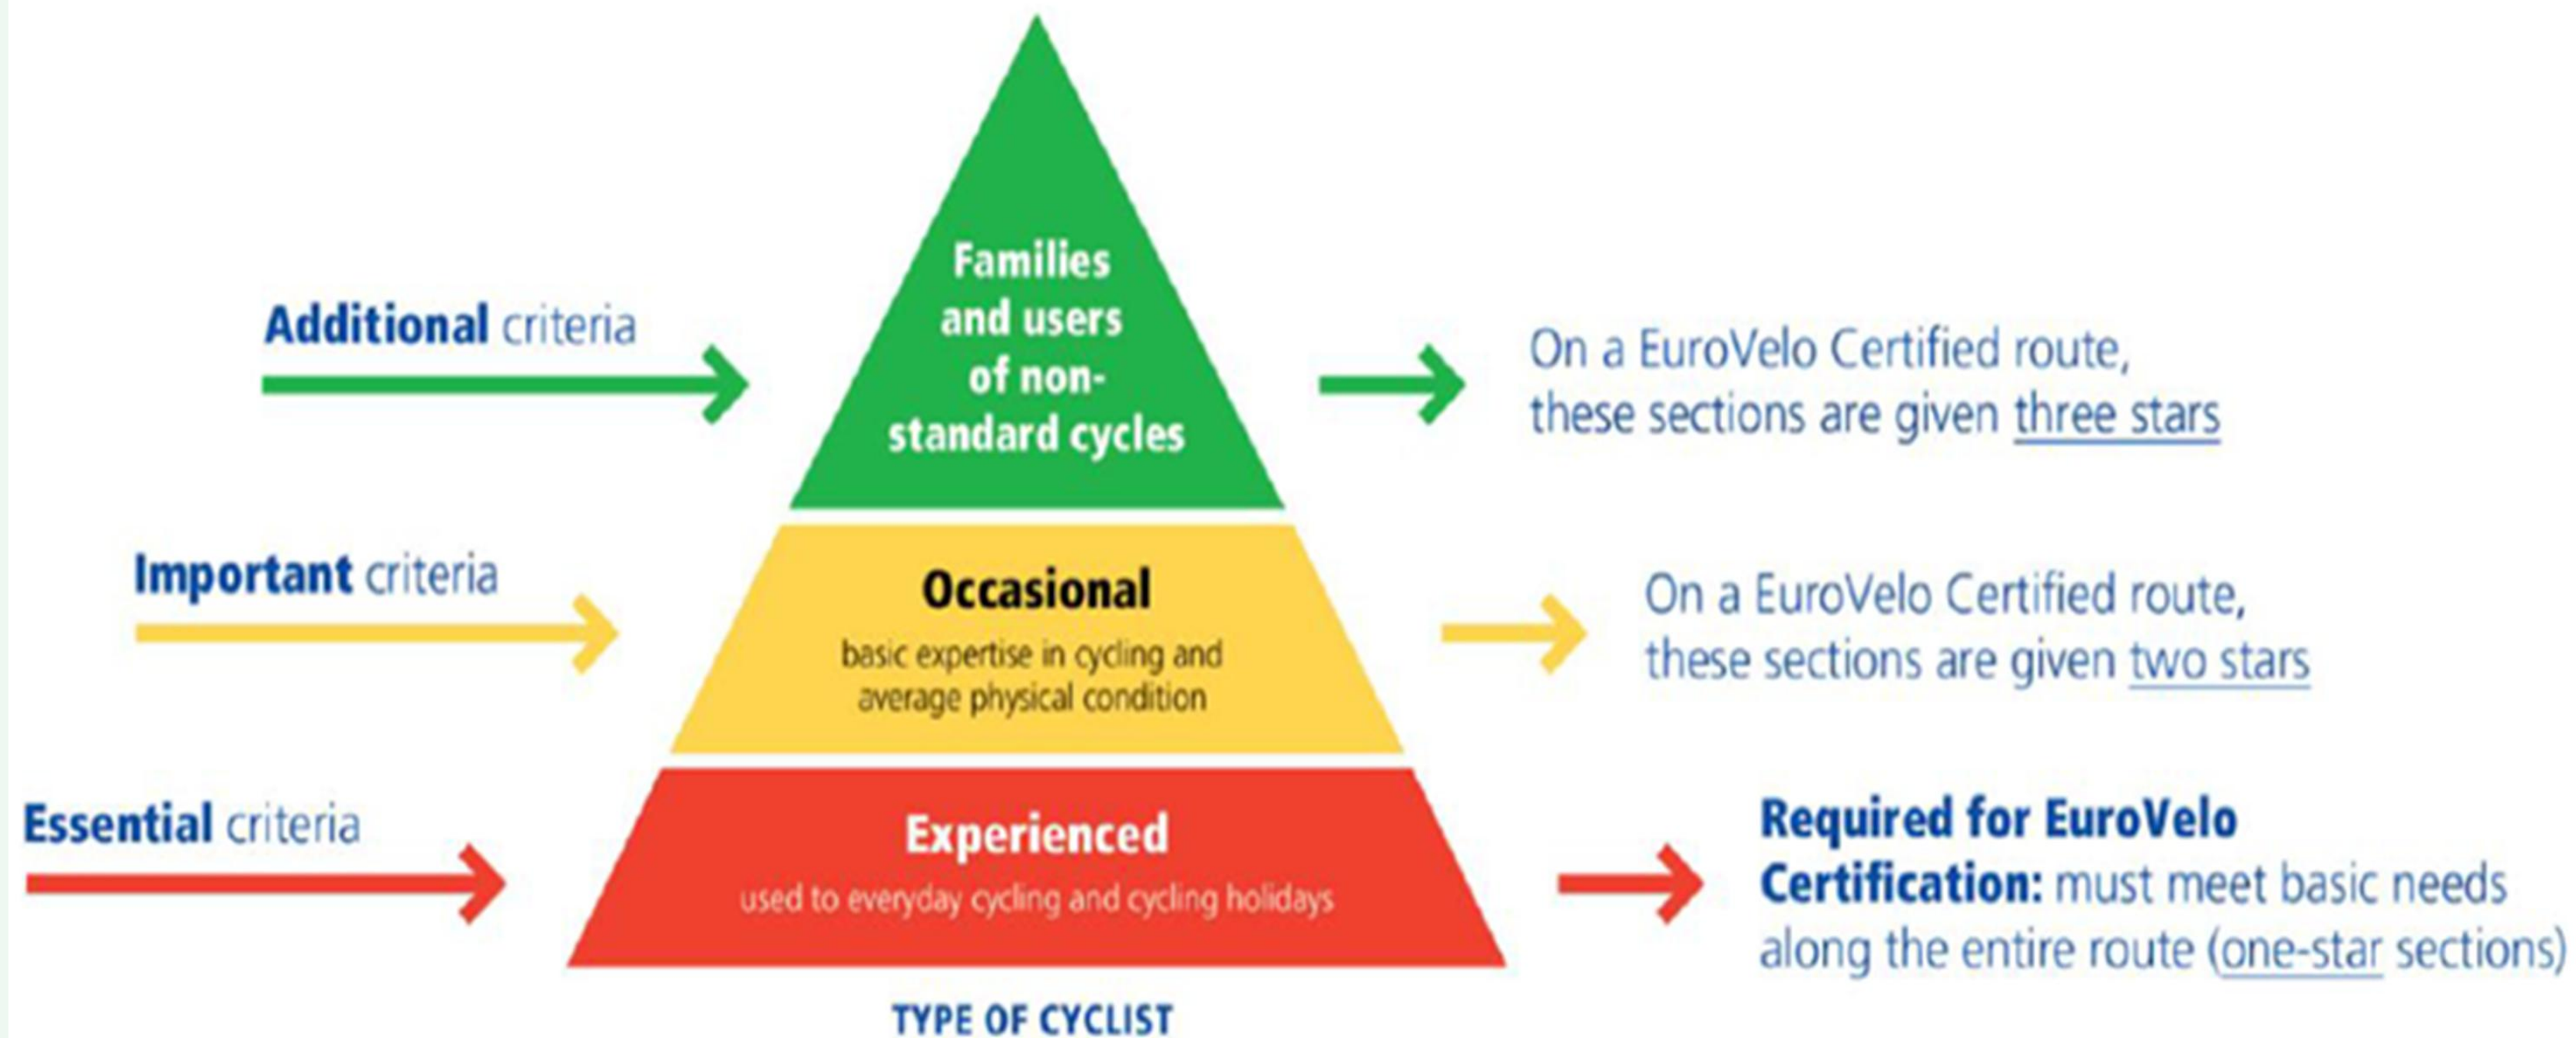 Additional criteria
Families
and users
of non-
standard cycles
On a EuroVelo Certified route,
these sections are given three stars
Important criteria
Occasional
basic expertise in cycling and
average physical condition
On a EuroVelo Certified route,
these sections are given two stars
Essential criteria
Experienced
used to everyday cycling and cycling holidays
Required for EuroVelo
Certification: must meet basic needs
along the entire route (one-star sections)
TYPE OF CYCLIST